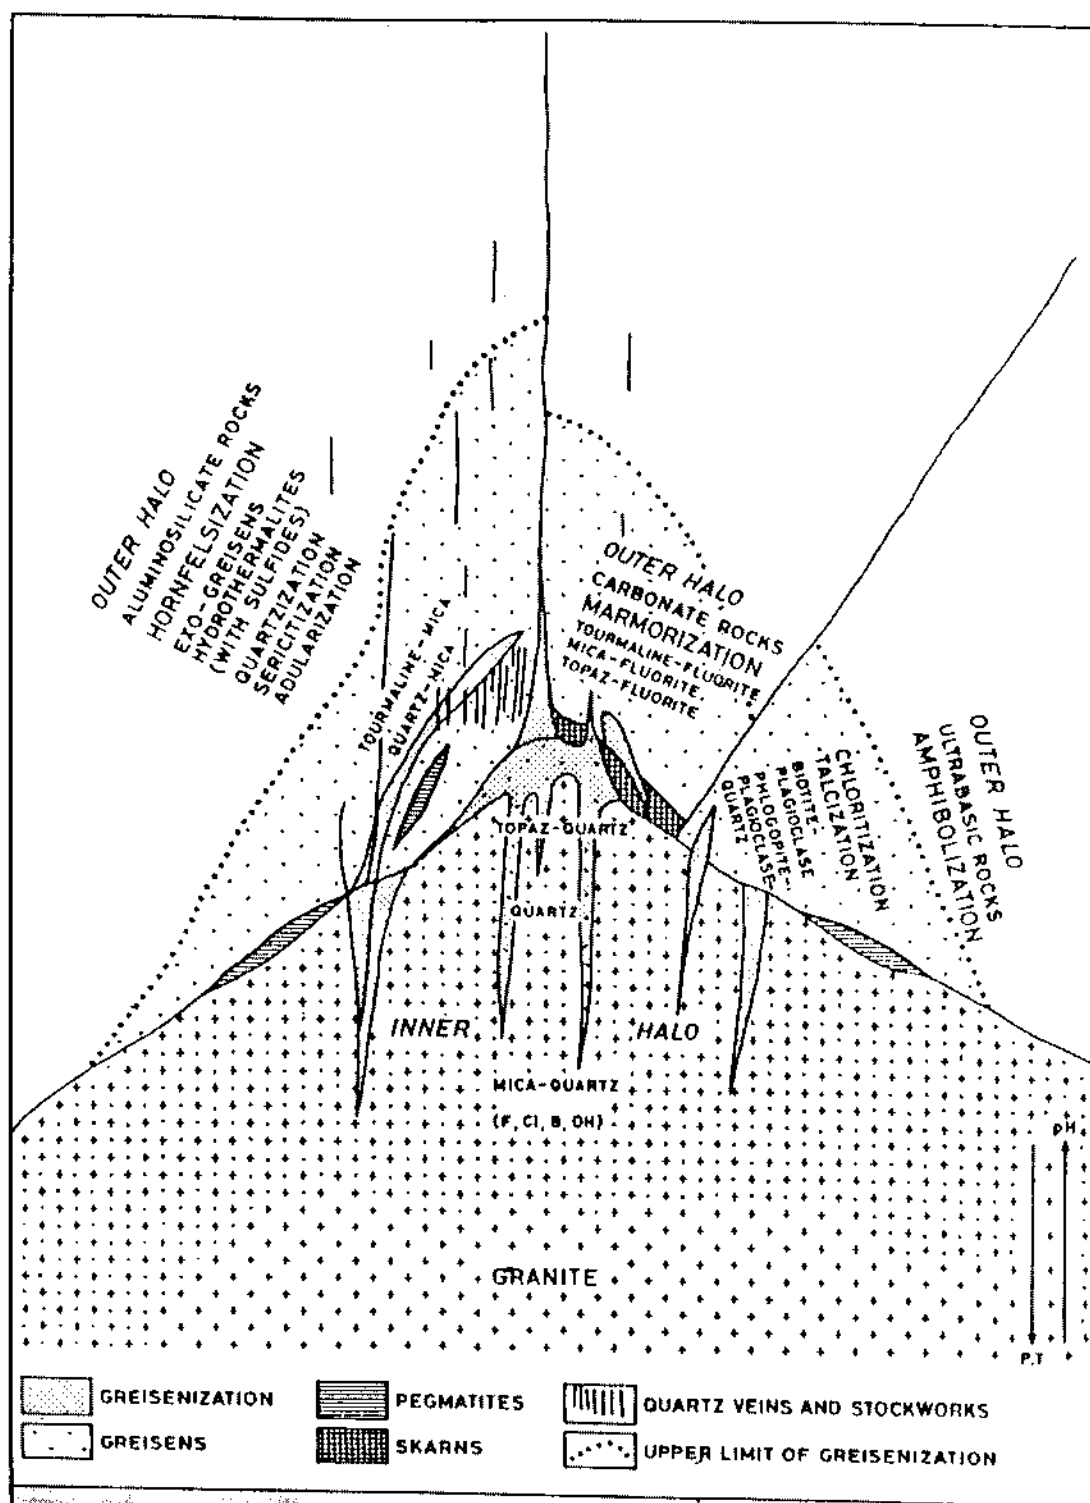 OUTER HALO
ALUMINOSILICATE ROCKS
HORNFELSIZATION
EXO-GREISENS
HYDROTHERMALITES
(WITH SULFIDES)
QUARTZIZATION
SERICITIZATION
ADULARIZATION
TOURMALINE-MICA
QUARTZ-MICA
OUTER HALO
CARBONATE ROCKS
MARMORIZATION
TOURMALINE-FLUORITE
MICA-FLUORITE,
TOPAZ-FLUORITE
OUTER HALO
ULTRABASIC ROCKS
AMPHIBOLIZATION
CHLORITIZATION
TALCIZATION
BIOTITE-
PLAGIOCLASE
PHLOGOPITE-
PLAGIOCLASE-
QUARTZ
TOPAZ-QUARTZ
QUARTZ
INNER HALO
MICA-QUARTZ
(F, Cl, B, OH)
pH
GRANITE
P.T
GREISENIZATION
PEGMATITES
QUARTZ VEINS AND STOCKWORKS
GREISENS
SKARNS
UPPER LIMIT OF GREISENIZATION